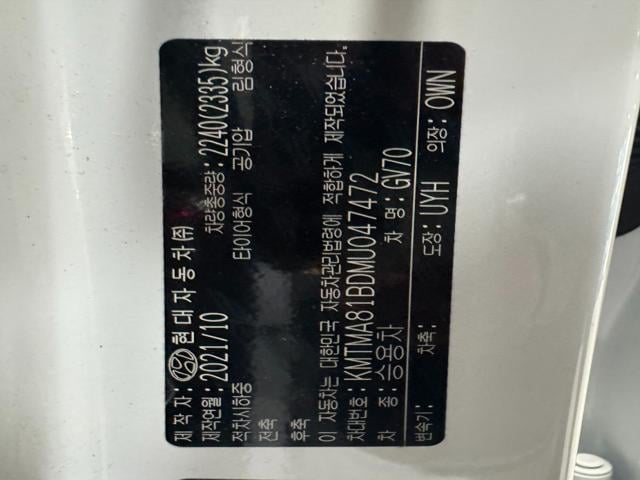 제 작 자: 현대자동차㈜
제작연월: 2021/10 차량총중량: 2240(2335)kg
적차시하중 타이어형식 공기압 림형식
전축
후축
이 자동차는 대한민국 자동차관리법령에 적합하게 제작되었습니다.
차대번호: KMTMA81BDMU047472
차 종: 승용차 차 명: GV70
변속기: 차축: 도장: UYH 의장: OWN